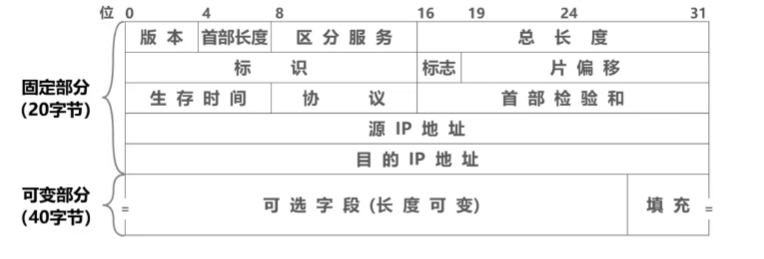 位 0 4 8 16 19 24 31
版 本 首部长度 区 分 服 务 总 长 度
标 识 标志 片 偏 移
固定部分
(20字节)
生 存 时 间 协 议 首 部 检 验 和
源 IP 地 址
目 的 IP 地 址
可变部分
(40字节)
= 可 选 字 段 (长 度 可 变) 填 充 =